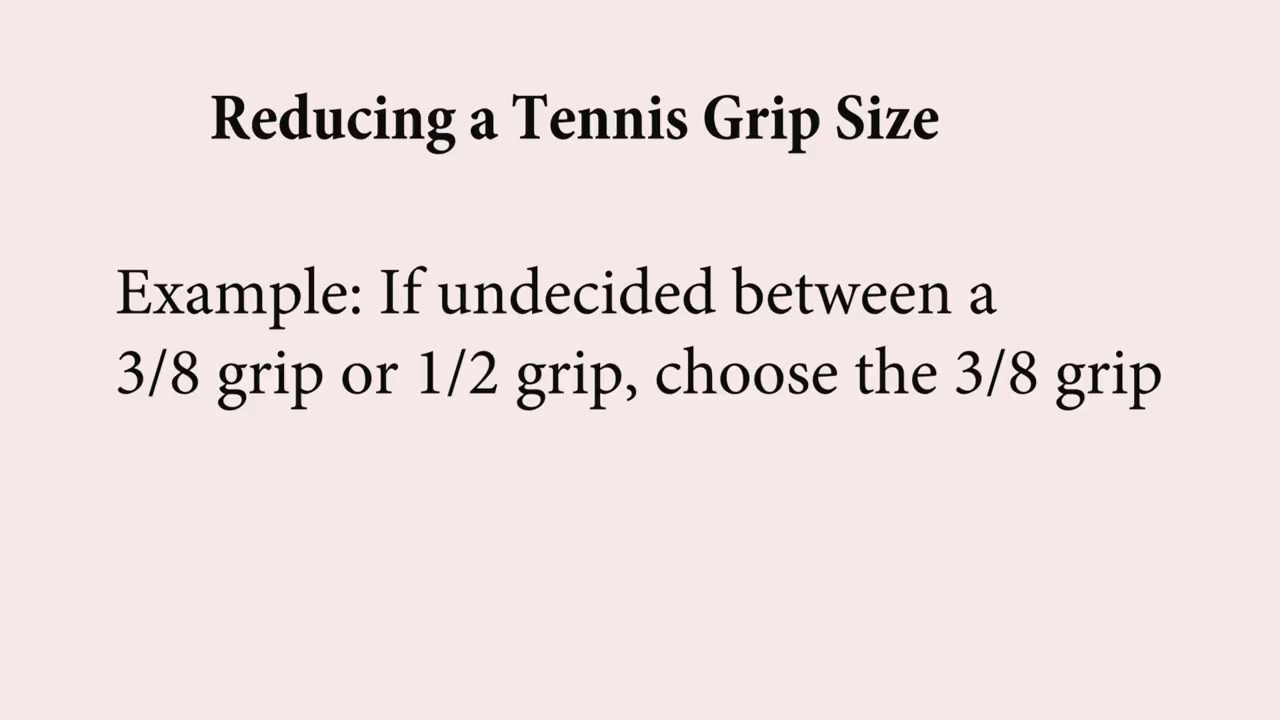 Reducing a Tennis Grip Size
Example: If undecided between a
3/8 grip or 1/2 grip, choose the 3/8 grip